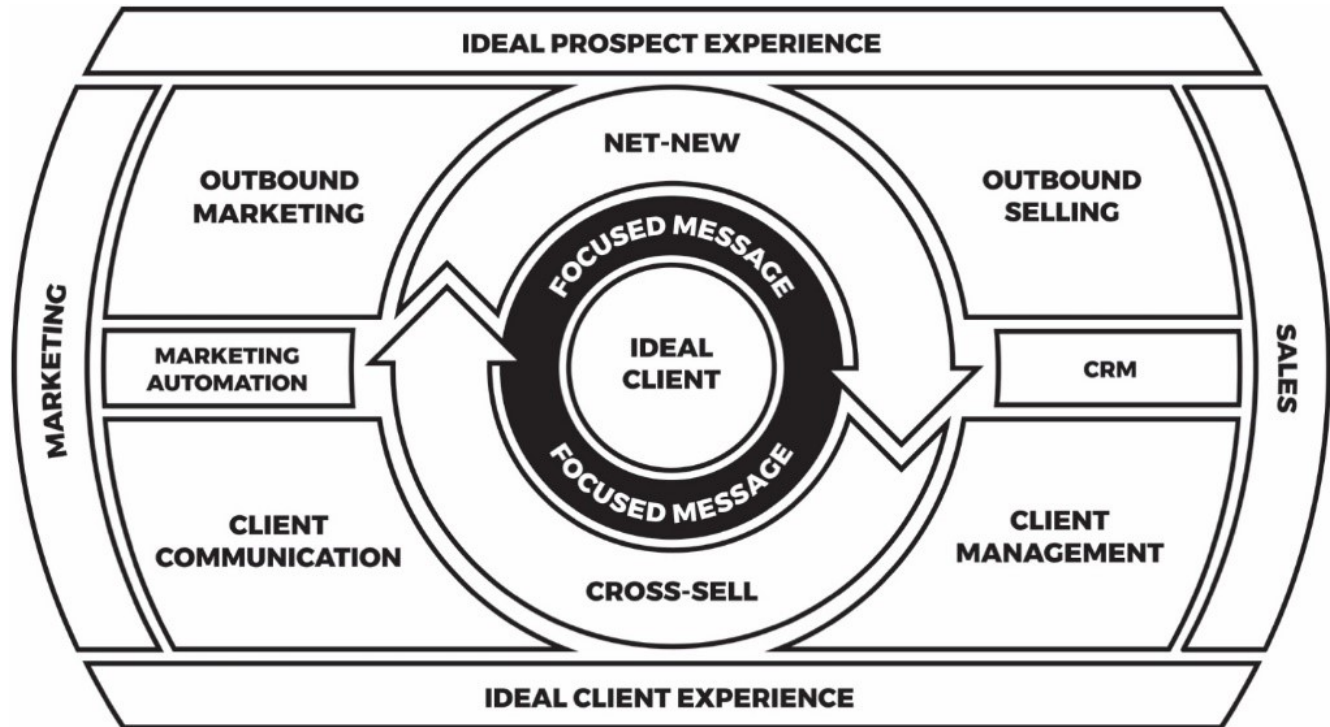 IDEAL PROSPECT EXPERIENCE
NET-NEW
OUTBOUND
MARKETING
OUTBOUND
SELLING
FOCUSED MESSAGE
MARKETING
MARKETING
AUTOMATION
IDEAL
CLIENT
CRM
SALES
FOCUSED MESSAGE
CLIENT
COMMUNICATION
CLIENT
MANAGEMENT
CROSS-SELL
IDEAL CLIENT EXPERIENCE